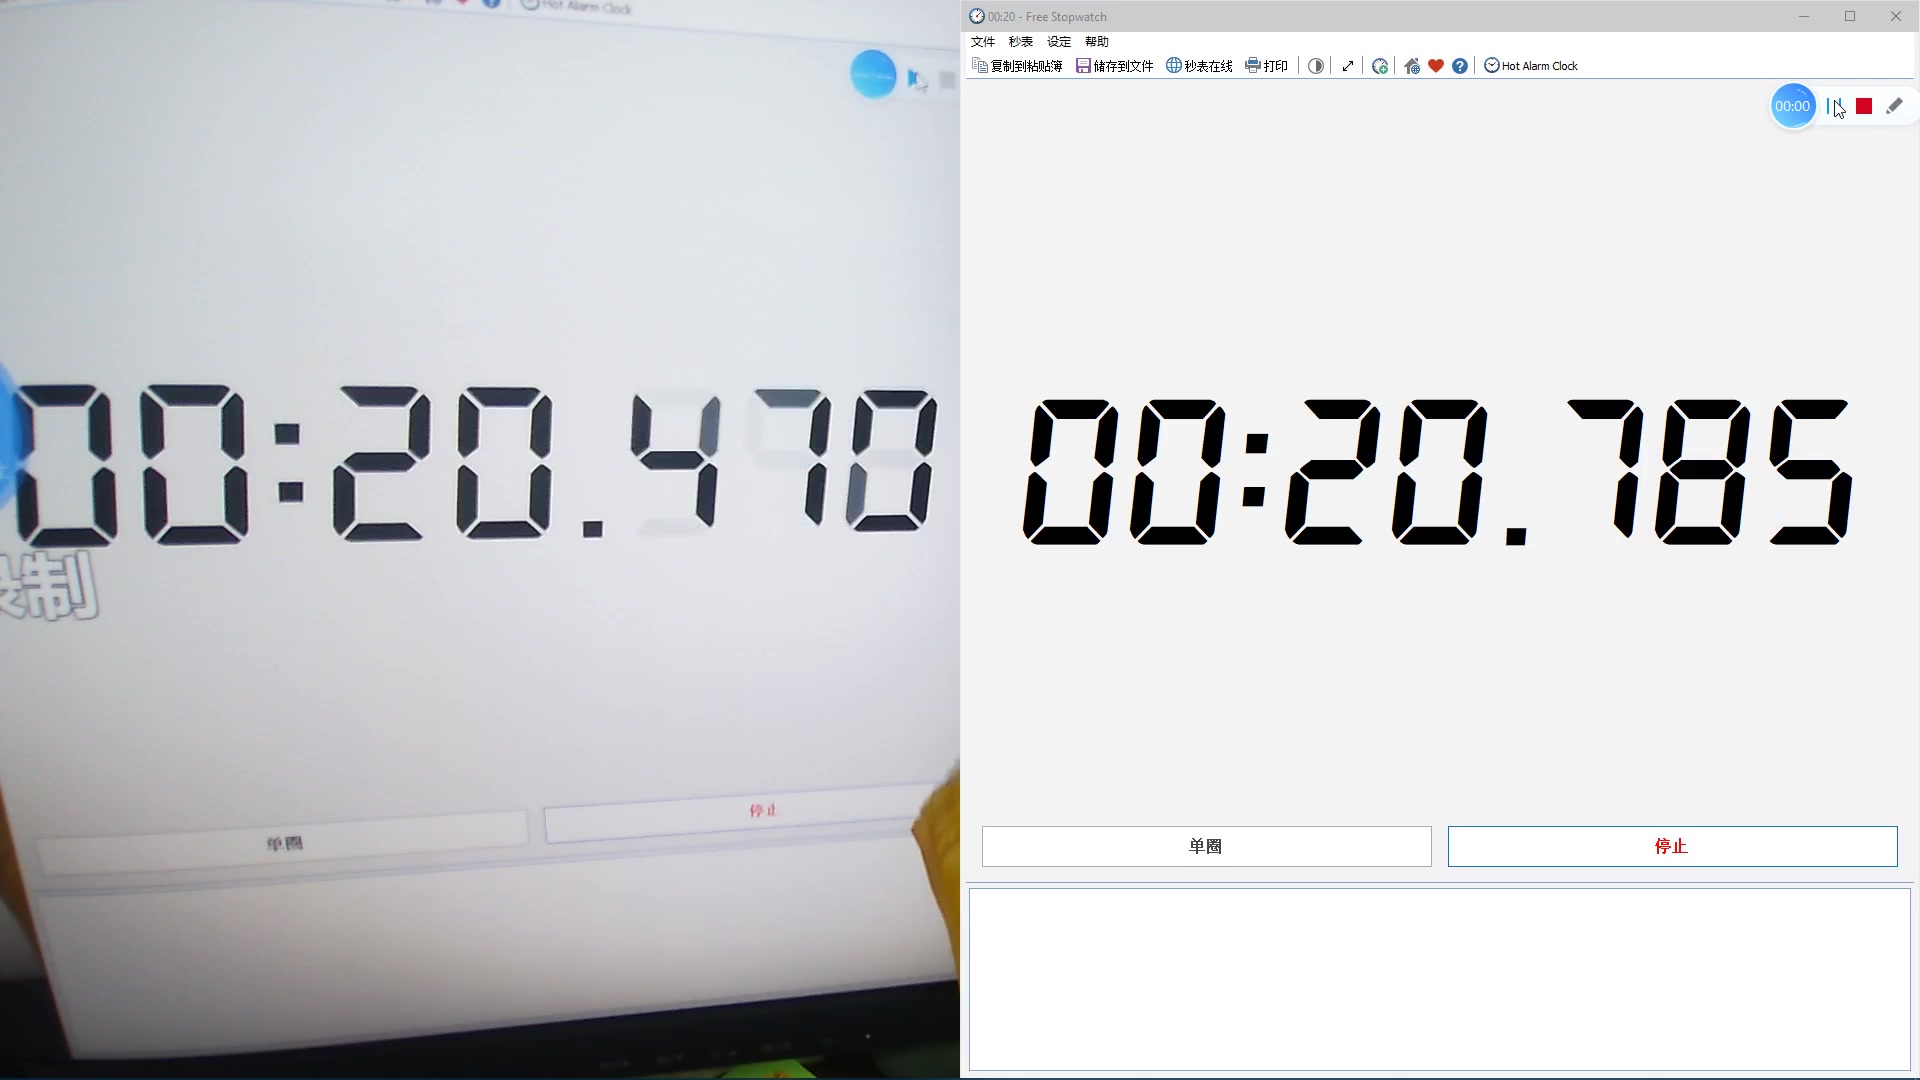 Hot Alarm Clock
00:20.470
录制
单圈
停止
00:20 - Free Stopwatch
文件 秒表 设定 帮助
复制到粘贴簿 储存到文件 秒表在线 打印 Hot Alarm Clock
00:00
00:20.785
单圈
停止